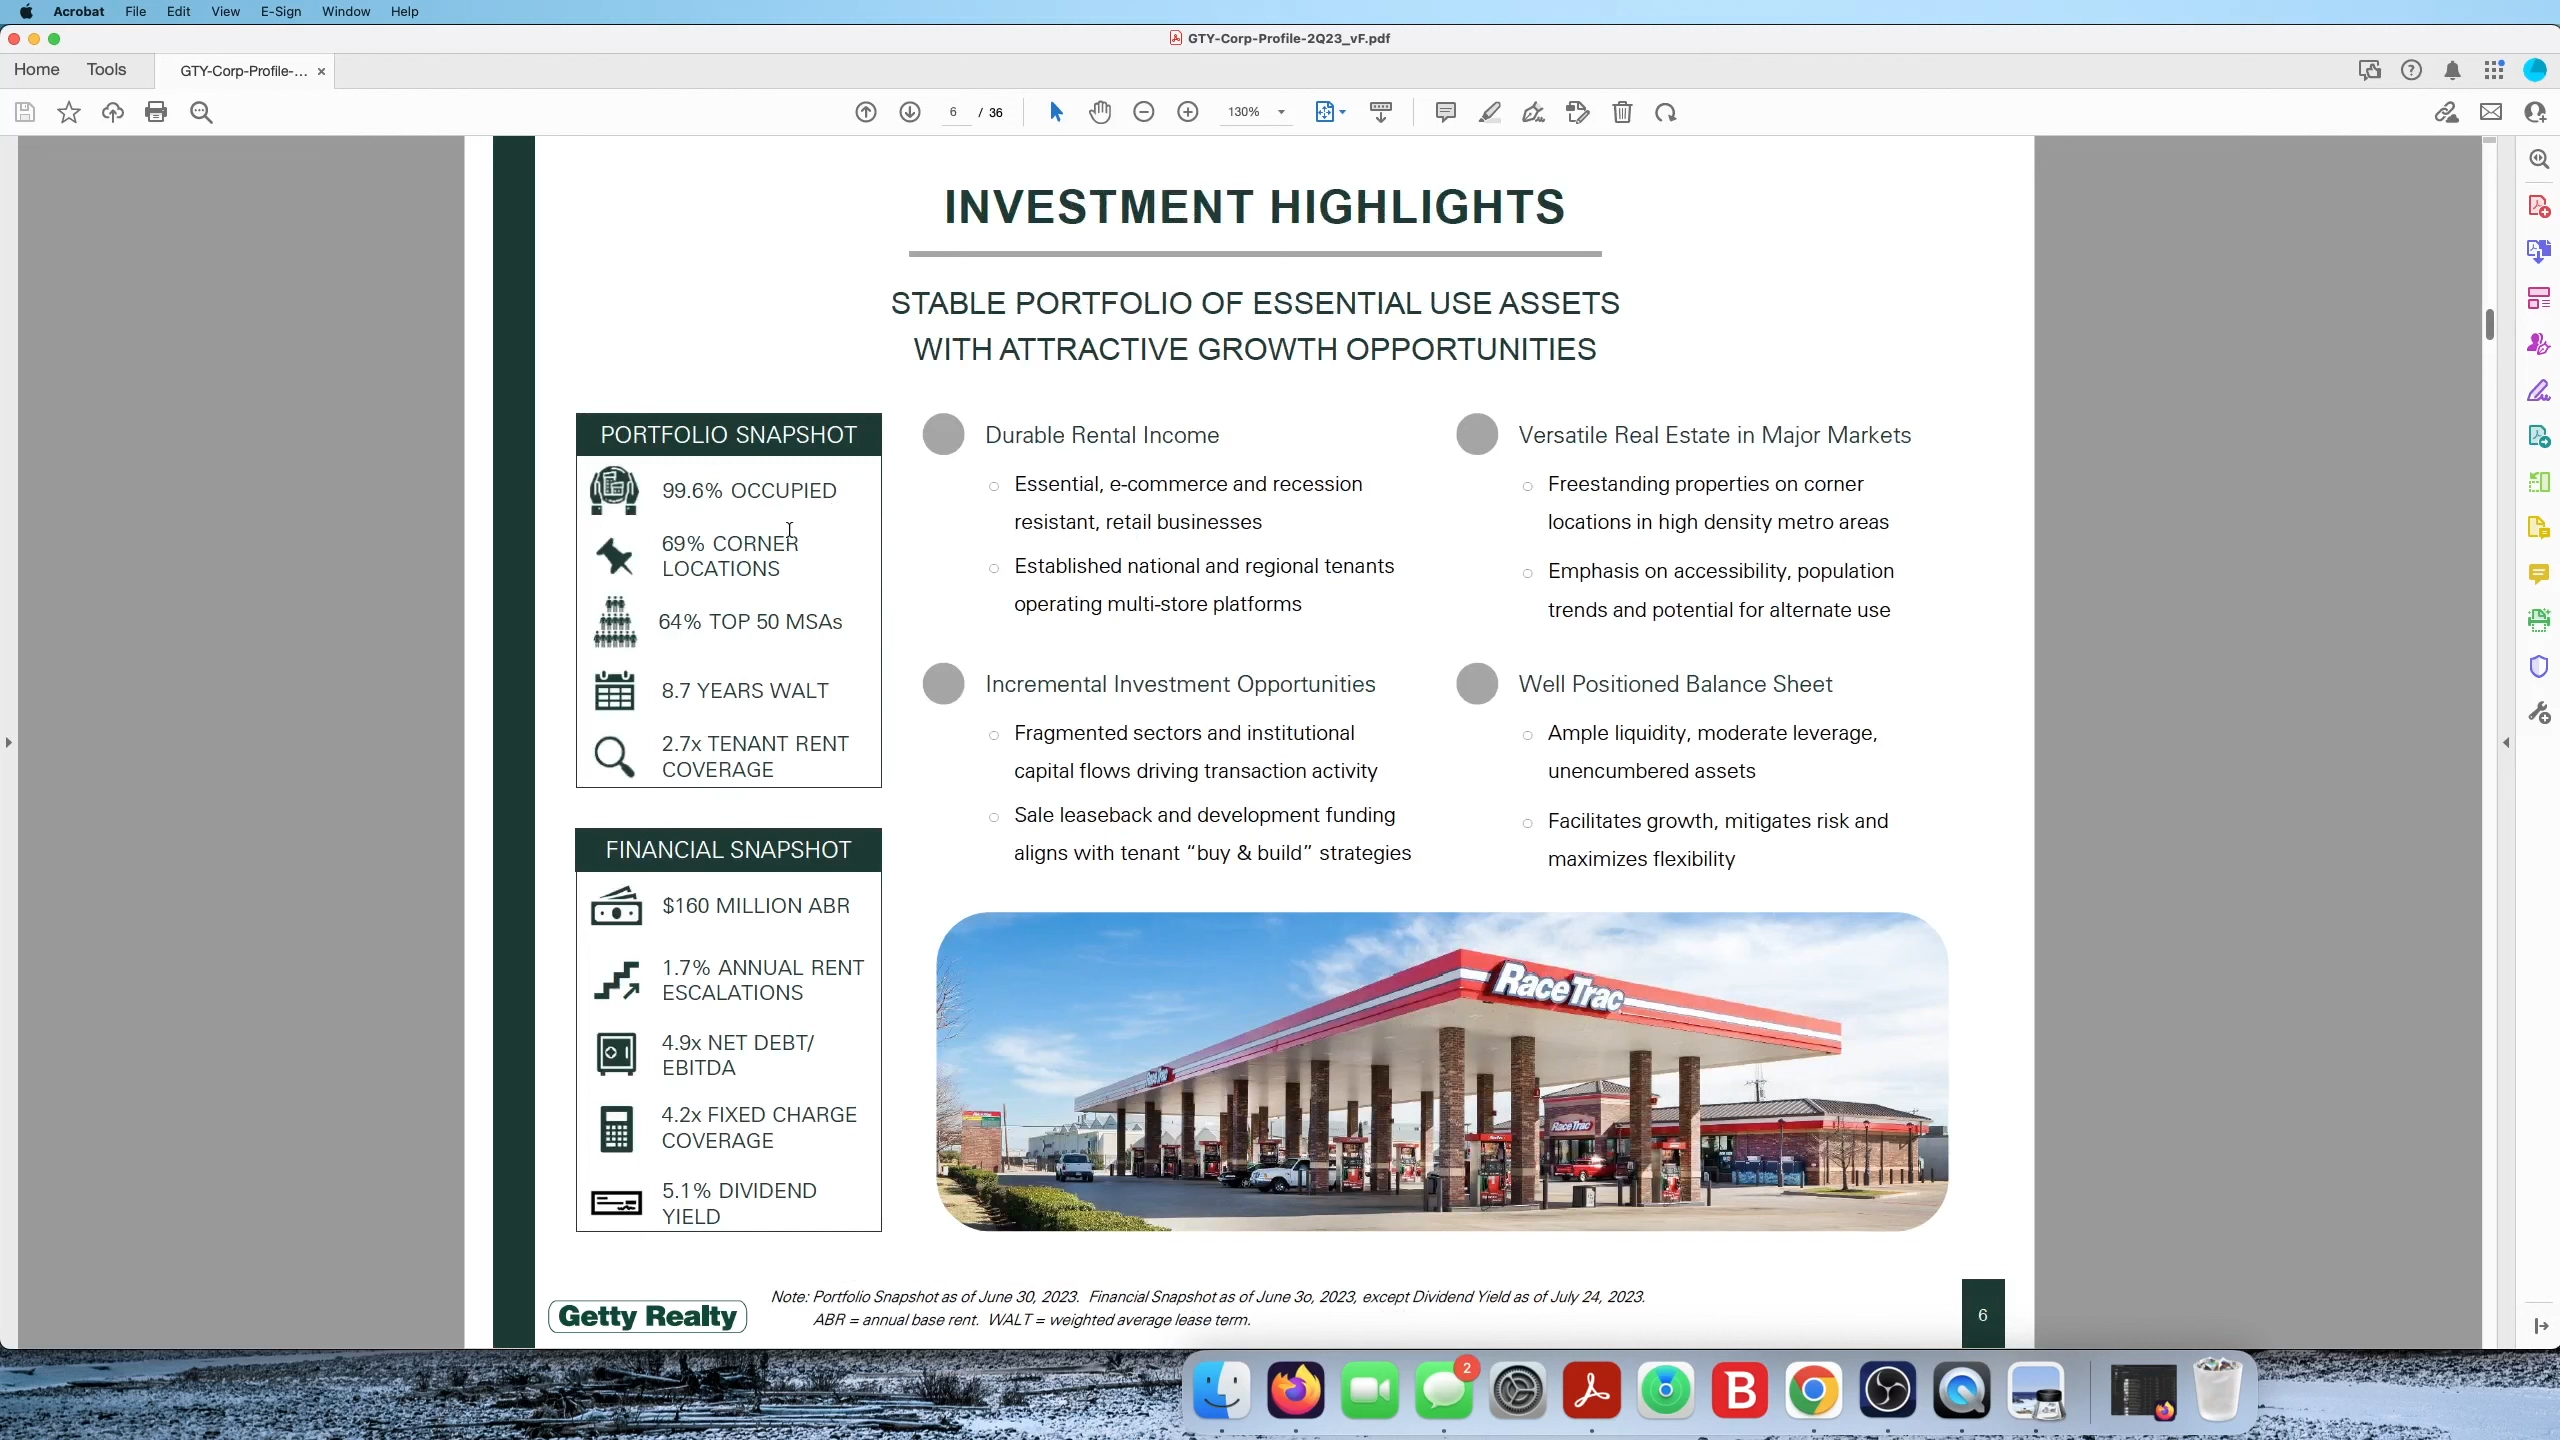 Acrobat File Edit View E-Sign Window Help
GTY-Corp-Profile-2Q23_vF.pdf
Home Tools GTY-Corp-Profile-... ×
6 / 36 130%
INVESTMENT HIGHLIGHTS
STABLE PORTFOLIO OF ESSENTIAL USE ASSETS
WITH ATTRACTIVE GROWTH OPPORTUNITIES
PORTFOLIO SNAPSHOT
99.6% OCCUPIED
69% CORNER
LOCATIONS
64% TOP 50 MSAs
8.7 YEARS WALT
2.7x TENANT RENT
COVERAGE
FINANCIAL SNAPSHOT
$160 MILLION ABR
1.7% ANNUAL RENT
ESCALATIONS
4.9x NET DEBT/
EBITDA
4.2x FIXED CHARGE
COVERAGE
5.1% DIVIDEND
YIELD
Durable Rental Income
Essential, e-commerce and recession
resistant, retail businesses
Established national and regional tenants
operating multi-store platforms
Versatile Real Estate in Major Markets
Freestanding properties on corner
locations in high density metro areas
Emphasis on accessibility, population
trends and potential for alternate use
Incremental Investment Opportunities
Fragmented sectors and institutional
capital flows driving transaction activity
Sale leaseback and development funding
aligns with tenant “buy & build” strategies
Well Positioned Balance Sheet
Ample liquidity, moderate leverage,
unencumbered assets
Facilitates growth, mitigates risk and
maximizes flexibility
RaceTrac
RaceTrac
RaceTrac
Getty Realty
Note: Portfolio Snapshot as of June 30, 2023. Financial Snapshot as of June 3o, 2023, except Dividend Yield as of July 24, 2023.
ABR = annual base rent. WALT = weighted average lease term.
6
2
B